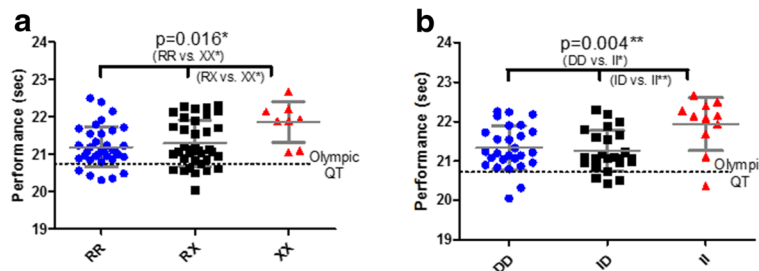 a
p=0.016*
(RR vs. XX*)
(RX vs. XX*)
Performance (sec)
24
23
22
21
20
19
Olympic
QT
RR
RX
XX
b
p=0.004**
(DD vs. II*)
(ID vs. II**)
Performance (sec)
24
23
22
21
20
19
Olympic
QT
DD
ID
II